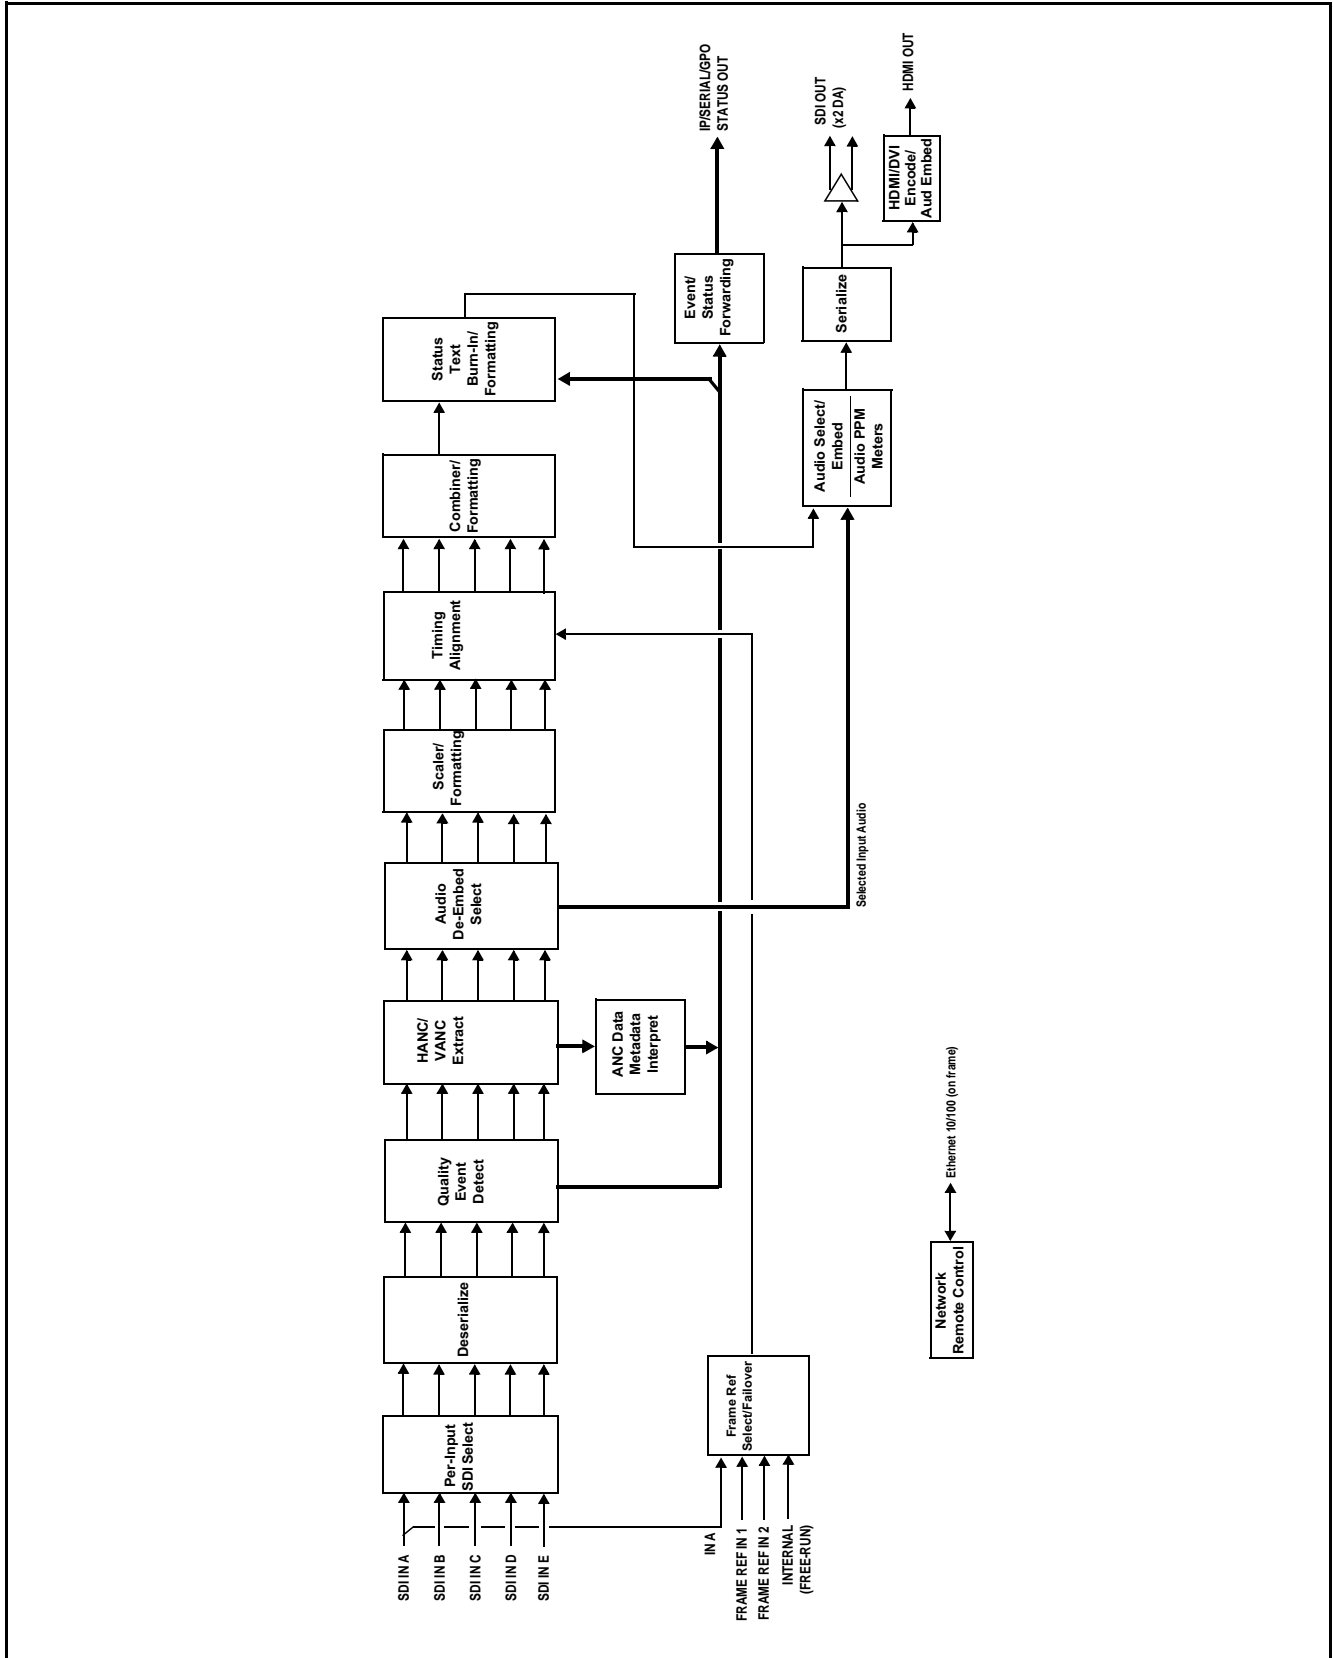 SDI IN A
SDI IN B
SDI IN C
SDI IN D
SDI IN E
Per-Input
SDI Select
Deserialize
Quality
Event
Detect
HANC/
VANC
Extract
Audio
De-Embed
Select
Scaler/
Formatting
Timing
Alignment
Combiner/
Formatting
Status
Text
Burn-In/
Formatting
ANC Data
Metadata
Interpret
Event/
Status
Forwarding
IP/SERIAL/GPO
STATUS OUT
IN A
FRAME REF IN 1
FRAME REF IN 2
INTERNAL
(FREE-RUN)
Frame Ref
Select/Failover
Selected Input Audio
Audio Select/
Embed
Audio PPM
Meters
Serialize
SDI OUT
(x2 DA)
HDMI/DVI
Encode/
Aud Embed
HDMI OUT
Network
Remote Control
Ethernet 10/100 (on frame)